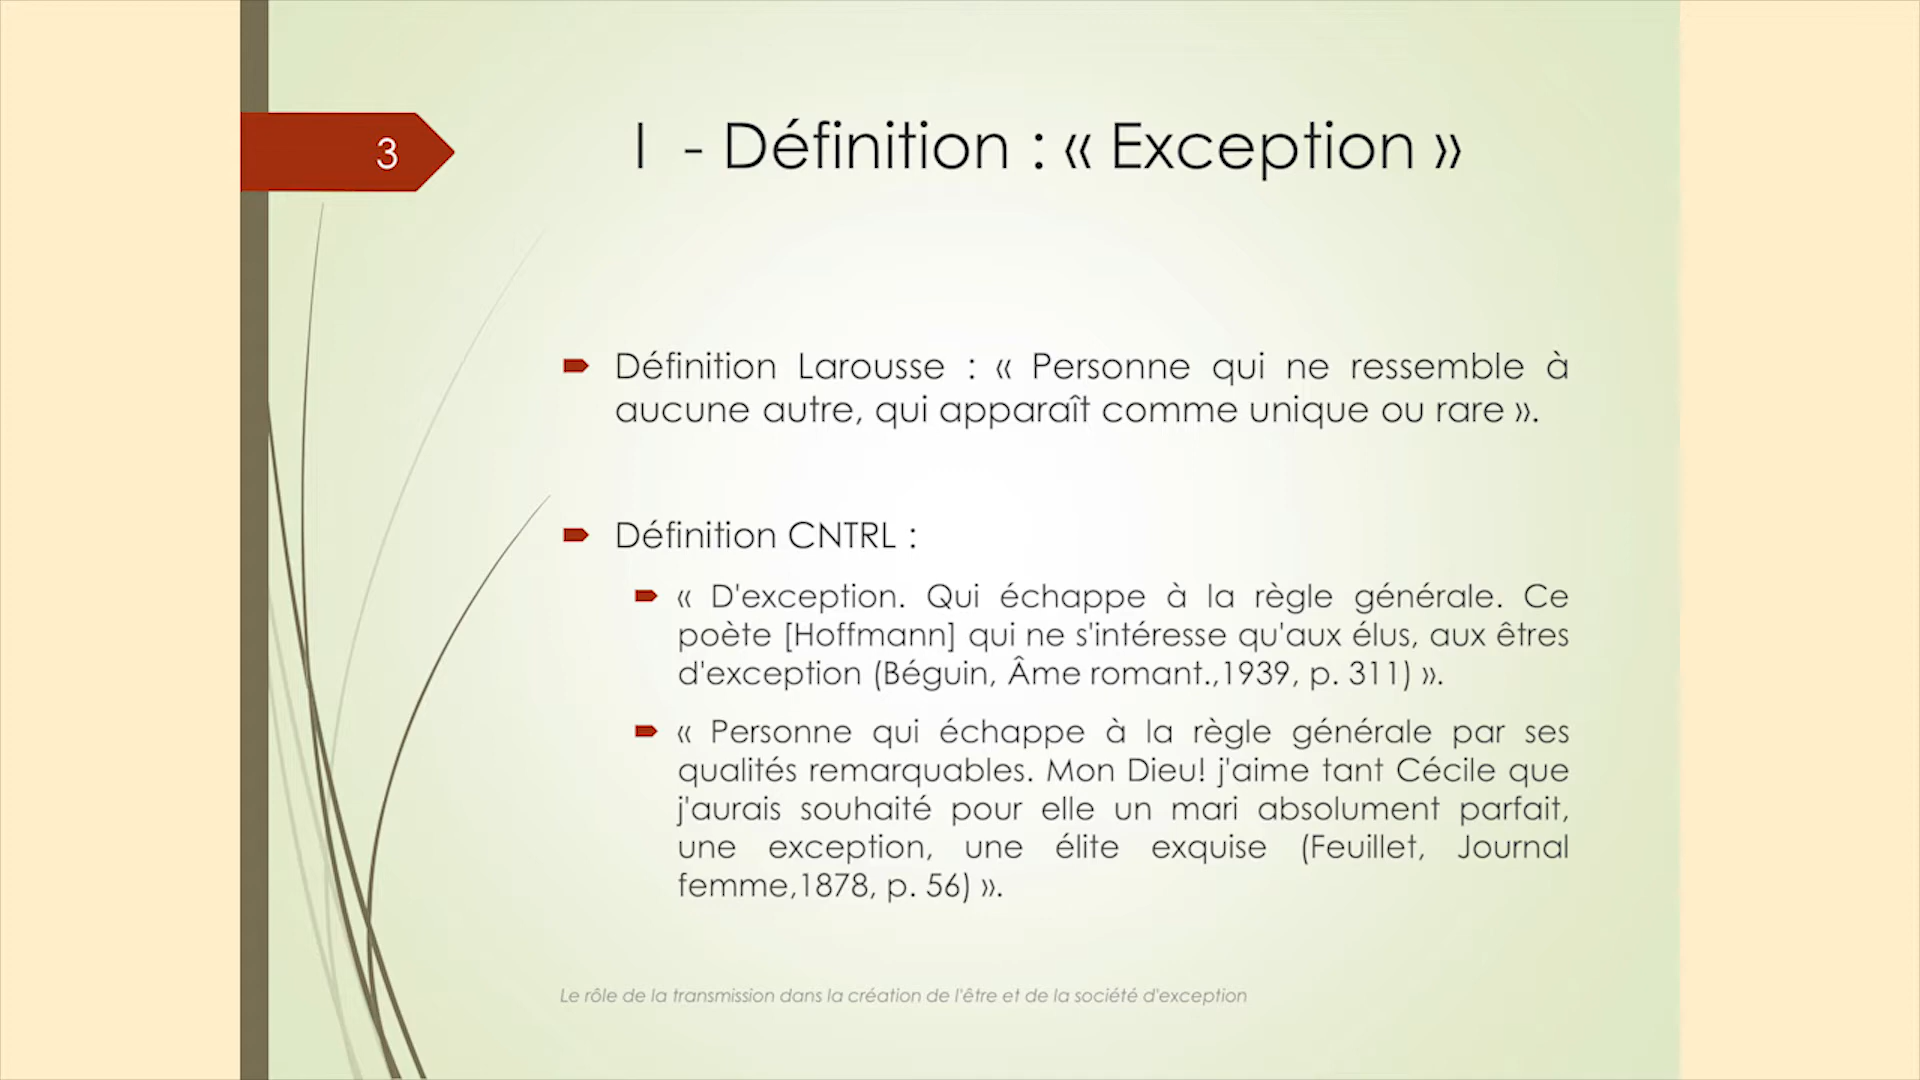 3
I - Définition : « Exception »
Définition Larousse : « Personne qui ne ressemble à
aucune autre, qui apparaît comme unique ou rare ».
Définition CNTRL :
« D'exception. Qui échappe à la règle générale. Ce
poète [Hoffmann] qui ne s'intéresse qu'aux élus, aux êtres
d'exception (Béguin, Âme romant.,1939, p. 311) ».
« Personne qui échappe à la règle générale par ses
qualités remarquables. Mon Dieu! j'aime tant Cécile que
j'aurais souhaité pour elle un mari absolument parfait,
une exception, une élite exquise (Feuillet, Journal
femme,1878, p. 56) ».
Le rôle de la transmission dans la création de l'être et de la société d'exception